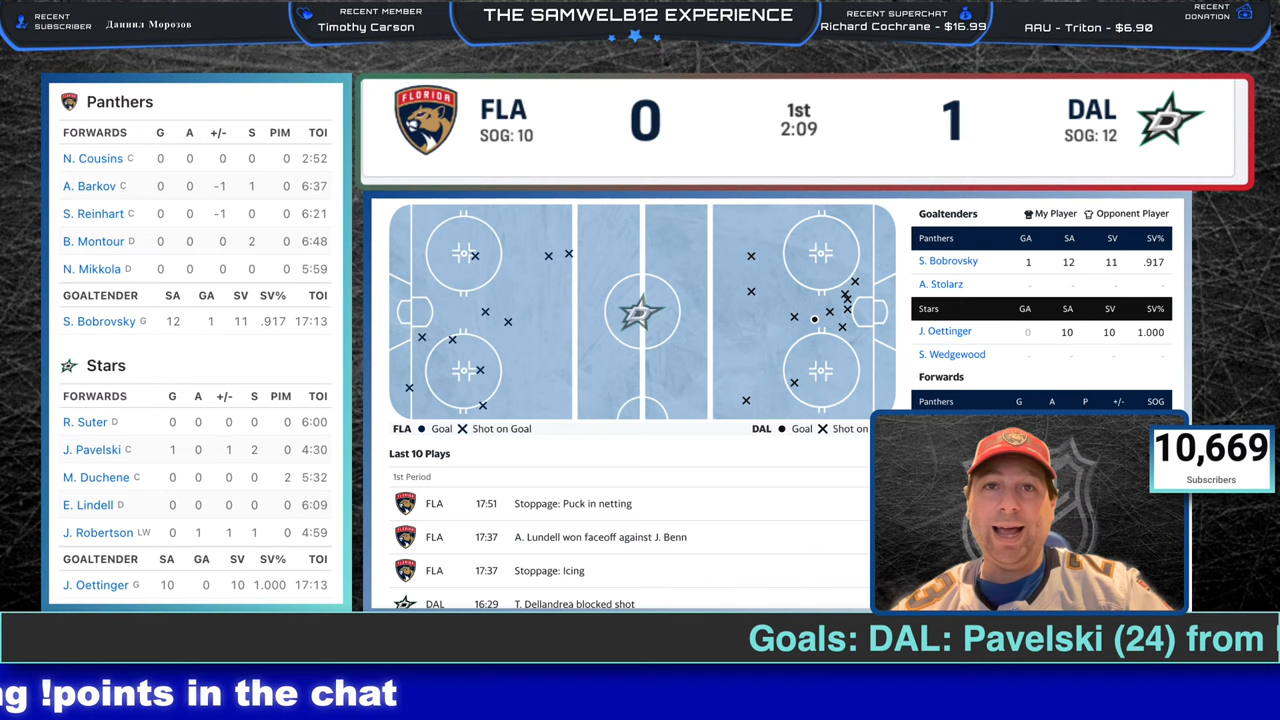 RECENT SUBSCRIBER
Даниил Морозов
RECENT MEMBER
Timothy Carson
THE SAMWELB12 EXPERIENCE
RECENT SUPERCHAT
Richard Cochrane - $16.99
RECENT DONATION
AAU - Triton - $6.90
Panthers
FORWARDS G A +/- S PIM TOI
N. Cousins C 0 0 0 0 0 2:52
A. Barkov C 0 0 -1 1 0 6:37
S. Reinhart C 0 0 -1 0 0 6:21
B. Montour D 0 0 0 2 0 6:48
N. Mikkola D 0 0 0 0 0 5:59
GOALTENDER SA GA SV SV% TOI
S. Bobrovsky G 12 1 11 .917 17:13
Stars
FORWARDS G A +/- S PIM TOI
R. Suter D 0 0 0 0 0 6:00
J. Pavelski C 1 0 1 2 0 4:30
M. Duchene C 0 0 0 0 2 5:32
E. Lindell D 0 0 0 0 0 6:09
J. Robertson LW 0 1 1 1 0 4:59
GOALTENDER SA GA SV SV% TOI
J. Oettinger G 10 0 10 1.000 17:13
FLORIDA
FLA
SOG: 10
0
1st
2:09
1
DAL
SOG: 12
D
D
FLA Goal Shot on Goal
DAL Goal Shot on
Goaltenders My Player Opponent Player
Panthers GA SA SV SV%
S. Bobrovsky 1 12 11 .917
A. Stolarz - - - -
Stars GA SA SV SV%
J. Oettinger 0 10 10 1.000
S. Wedgewood - - - -
Forwards
Panthers G A P +/- SOG
Last 10 Plays
1st Period
FLA 17:51 Stoppage: Puck in netting
FLA 17:37 A. Lundell won faceoff against J. Benn
FLA 17:37 Stoppage: Icing
DAL 16:29 T. Dellandrea blocked shot
10,669
Subscribers
Goals: DAL: Pavelski (24) from
ng !points in the chat